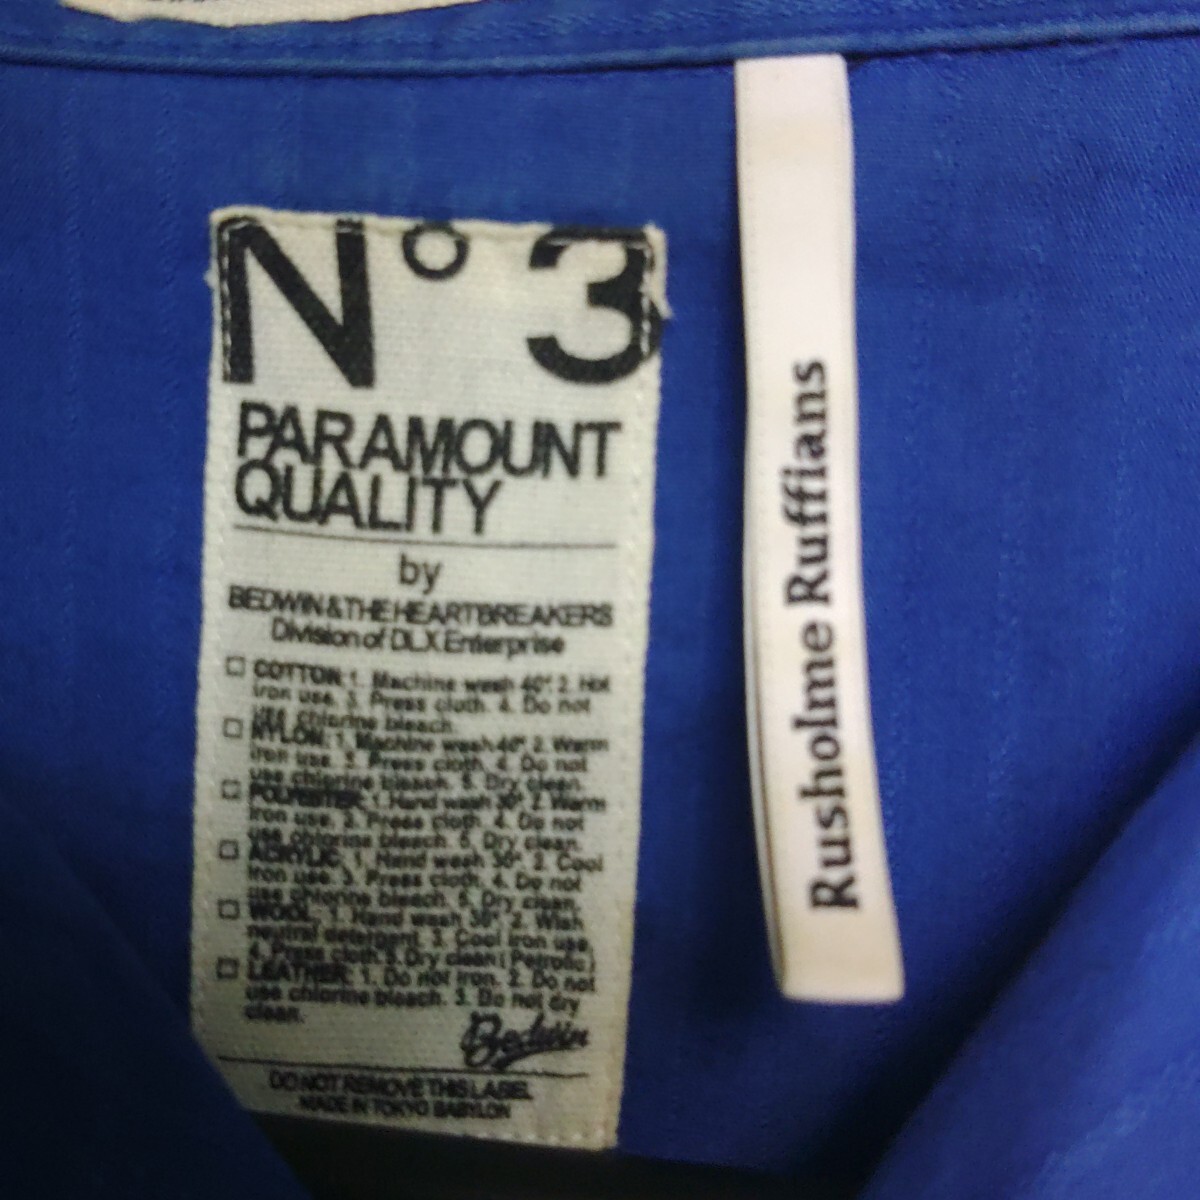 N° 3
PARAMOUNT
QUALITY
by
BEDWIN & THE HEARTBREAKERS
Division of DLX Enterprise
COTTON: 1. Machine wash 40°. 2. Hot
iron use. 3. Press cloth. 4. Do not
use chlorine bleach.
NYLON: 1. Machine wash 40°. 2. Warm
iron use. 3. Press cloth. 4. Do not
use chlorine bleach. 5. Dry clean.
POLYESTER: 1. Hand wash 30°. 2. Warm
iron use. 3. Press cloth. 4. Do not
use chlorine bleach. 5. Dry clean.
ACRYLIC: 1. Hand wash 30°. 2. Cool
iron use. 3. Press cloth. 4. Do not
use chlorine bleach. 5. Dry clean.
WOOL: 1. Hand wash 30°. 2. Wish
neutral detergent. 3. Cool iron use.
4. Press cloth. 5. Dry clean
LEATHER: 1. Do not iron. 2. Do not
use chlorine bleach. 3. Do not dry
clean.
Bedwin
DO NOT REMOVE THIS LABEL
MADE IN TOKYO BABYLON
Rusholme Ruffians